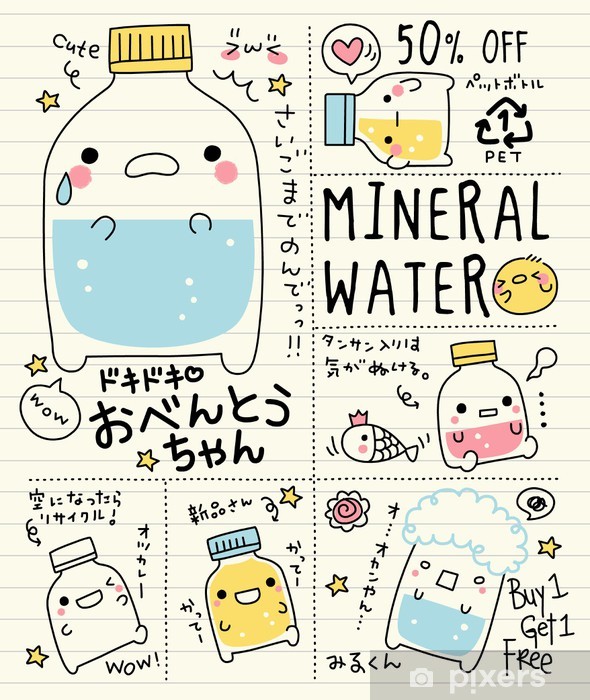 cute
>ω<
さいごまでのんでっっ!!
wow
ドキドキ♡
おべんとう
ちゃん
50% OFF
ペットボトル
1
PET
MINERAL
WATER
タンサン入りは
気がぬける。
空になったら
リサイクル!
オツカレー
WOW!
新品さん
かってー
かってー
オ…オカンやん…
みるくん
Buy1
Get1
Free
pixers